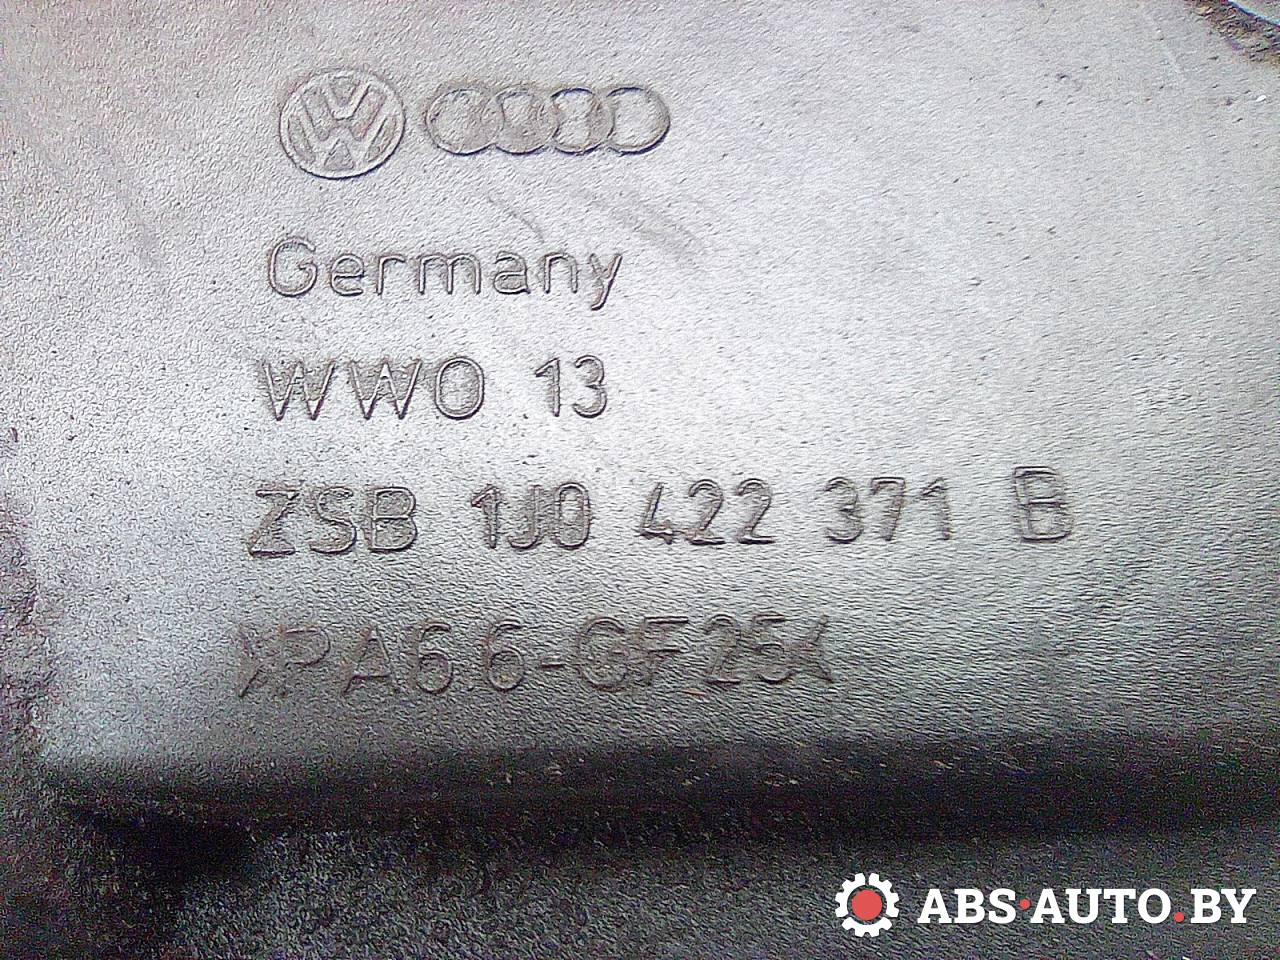 Germany
WWO 13
ZSB 1J0 422 371 B
>PA6.6-GF25<
ABS·AUTO.BY